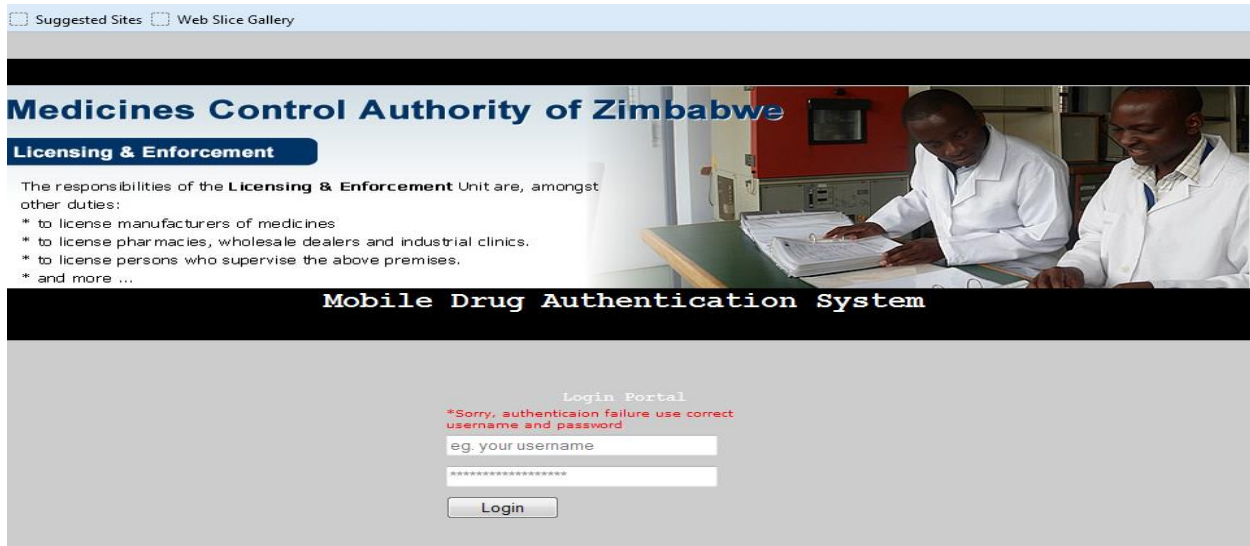 Suggested Sites Web Slice Gallery
Medicines Control Authority of Zimbabwe
Licensing & Enforcement
The responsibilities of the Licensing & Enforcement Unit are, amongst
other duties:
* to license manufacturers of medicines
* to license pharmacies, wholesale dealers and industrial clinics.
* to license persons who supervise the above premises.
* and more ...
Mobile Drug Authentication System
Login Portal
*Sorry, authenticaion failure use correct
username and password
eg. your username
******************
Login